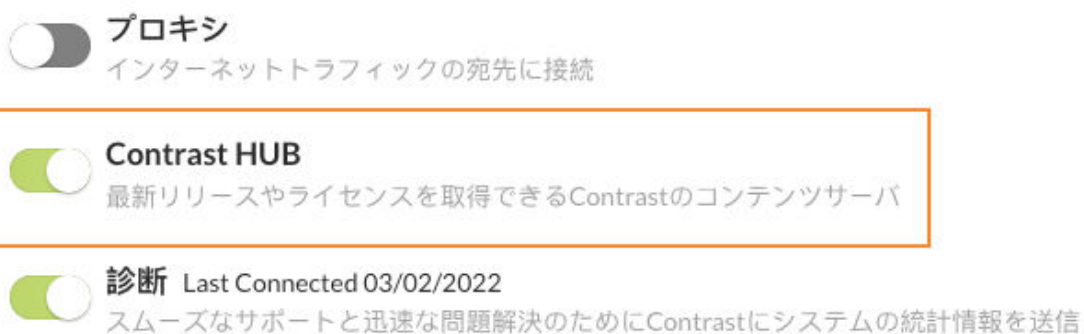 プロキシ
インターネットトラフィックの宛先に接続
Contrast HUB
最新リリースやライセンスを取得できるContrastのコンテンツサーバ
診断 Last Connected 03/02/2022
スムーズなサポートと迅速な問題解決のためにContrastにシステムの統計情報を送信